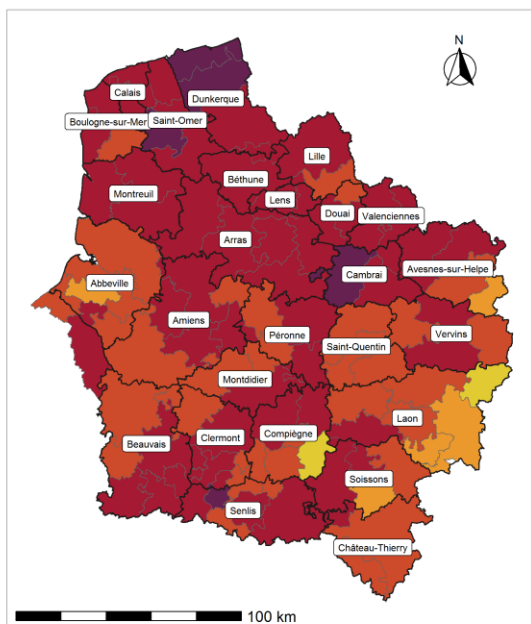 N
Calais
Dunkerque
Boulogne-sur-Mer
Saint-Omer
Lille
Béthune
Montreuil
Lens
Douai
Valenciennes
Arras
Cambrai
Avesnes-sur-Helpe
Abbeville
Amiens
Péronne
Saint-Quentin
Vervins
Montdidier
Laon
Beauvais
Clermont
Compiègne
Soissons
Senlis
Château-Thierry
100 km